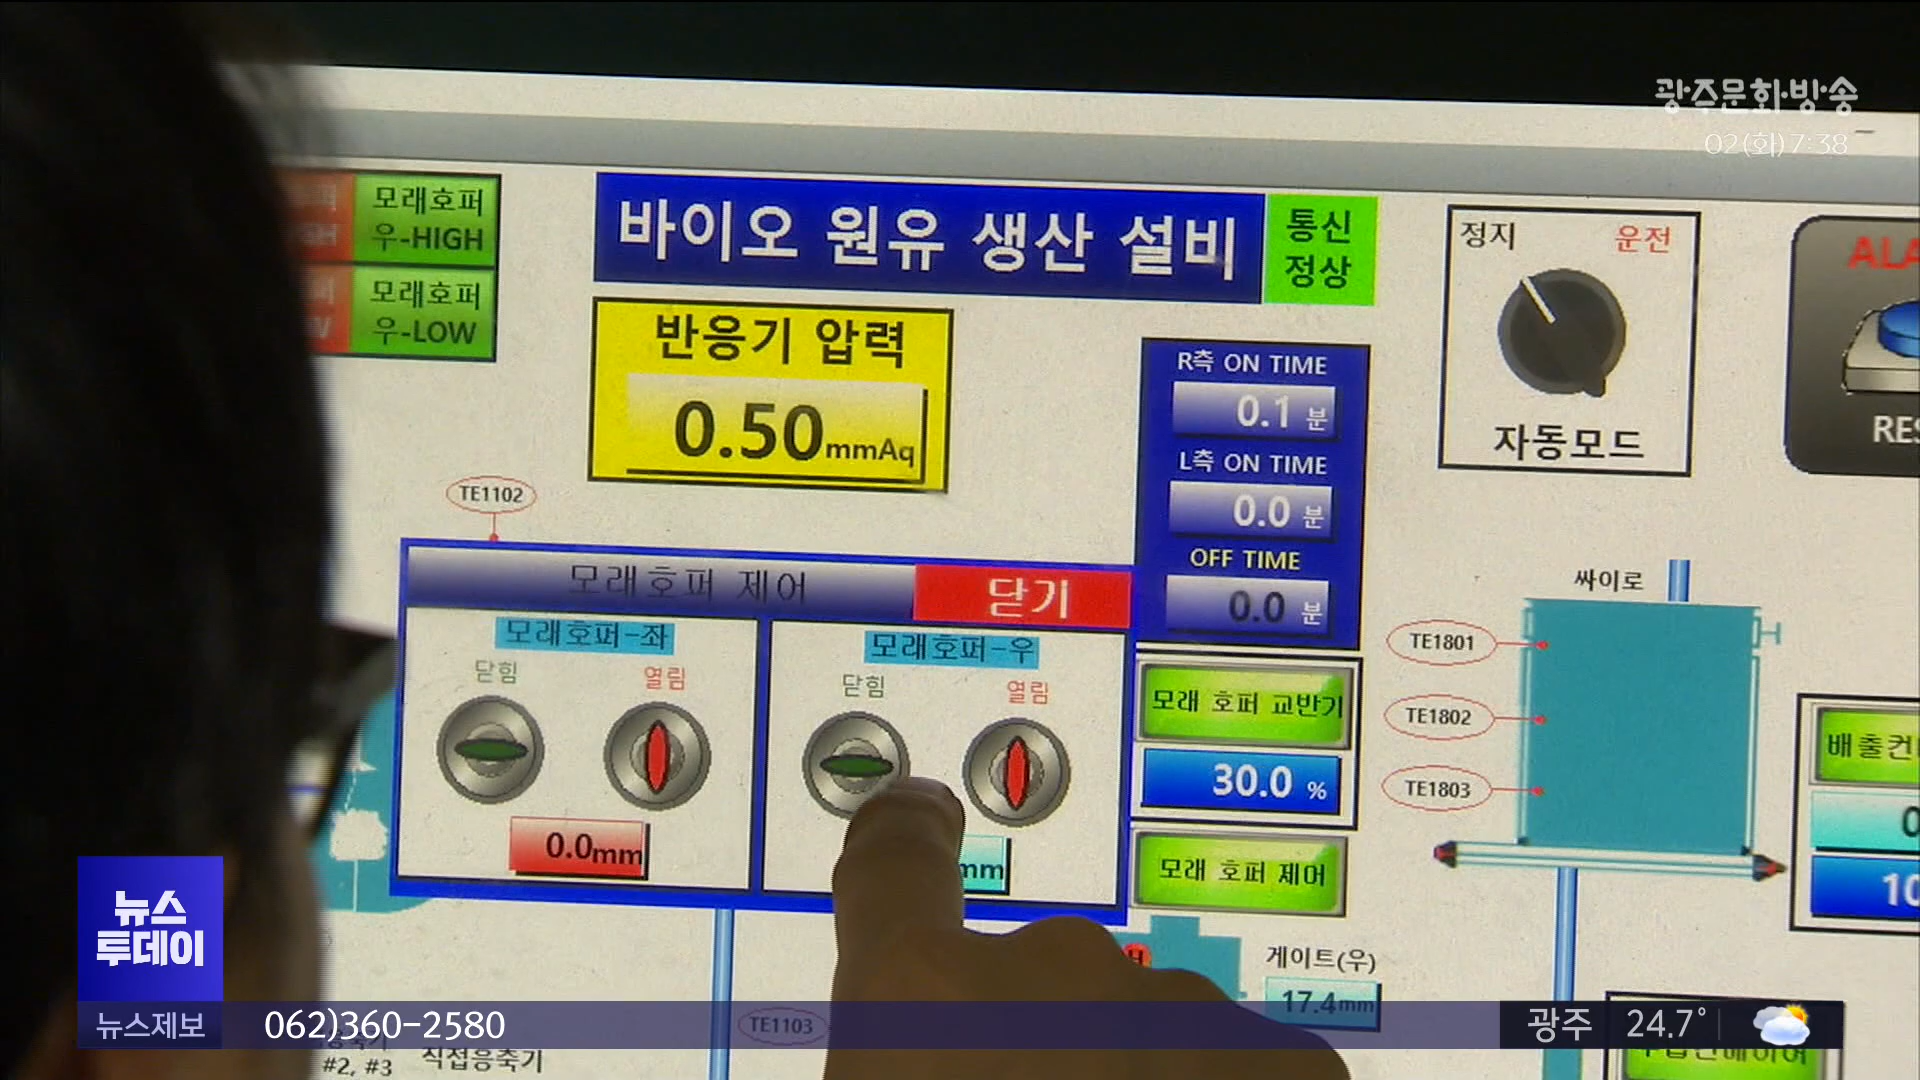 광주문화방송
02(화) 7:38
모래호퍼
우-HIGH
모래호퍼
우-LOW
바이오 원유 생산 설비
통신
정상
정지 운전
자동모드
반응기 압력
0.50 mmAq
R측 ON TIME
0.1 분
L측 ON TIME
0.0 분
OFF TIME
0.0 분
TE1102
모래호퍼 제어 닫기
모래호퍼-좌
닫힘 열림
0.0mm
모래호퍼-우
닫힘 열림
mm
모래 호퍼 교반기
30.0 %
모래 호퍼 제어
싸이로
TE1801
TE1802
TE1803
게이트(우)
17.4mm
TE1103
#2, #3 직접응축기
뉴스
투데이
뉴스제보 062)360-2580
광주 24.7°